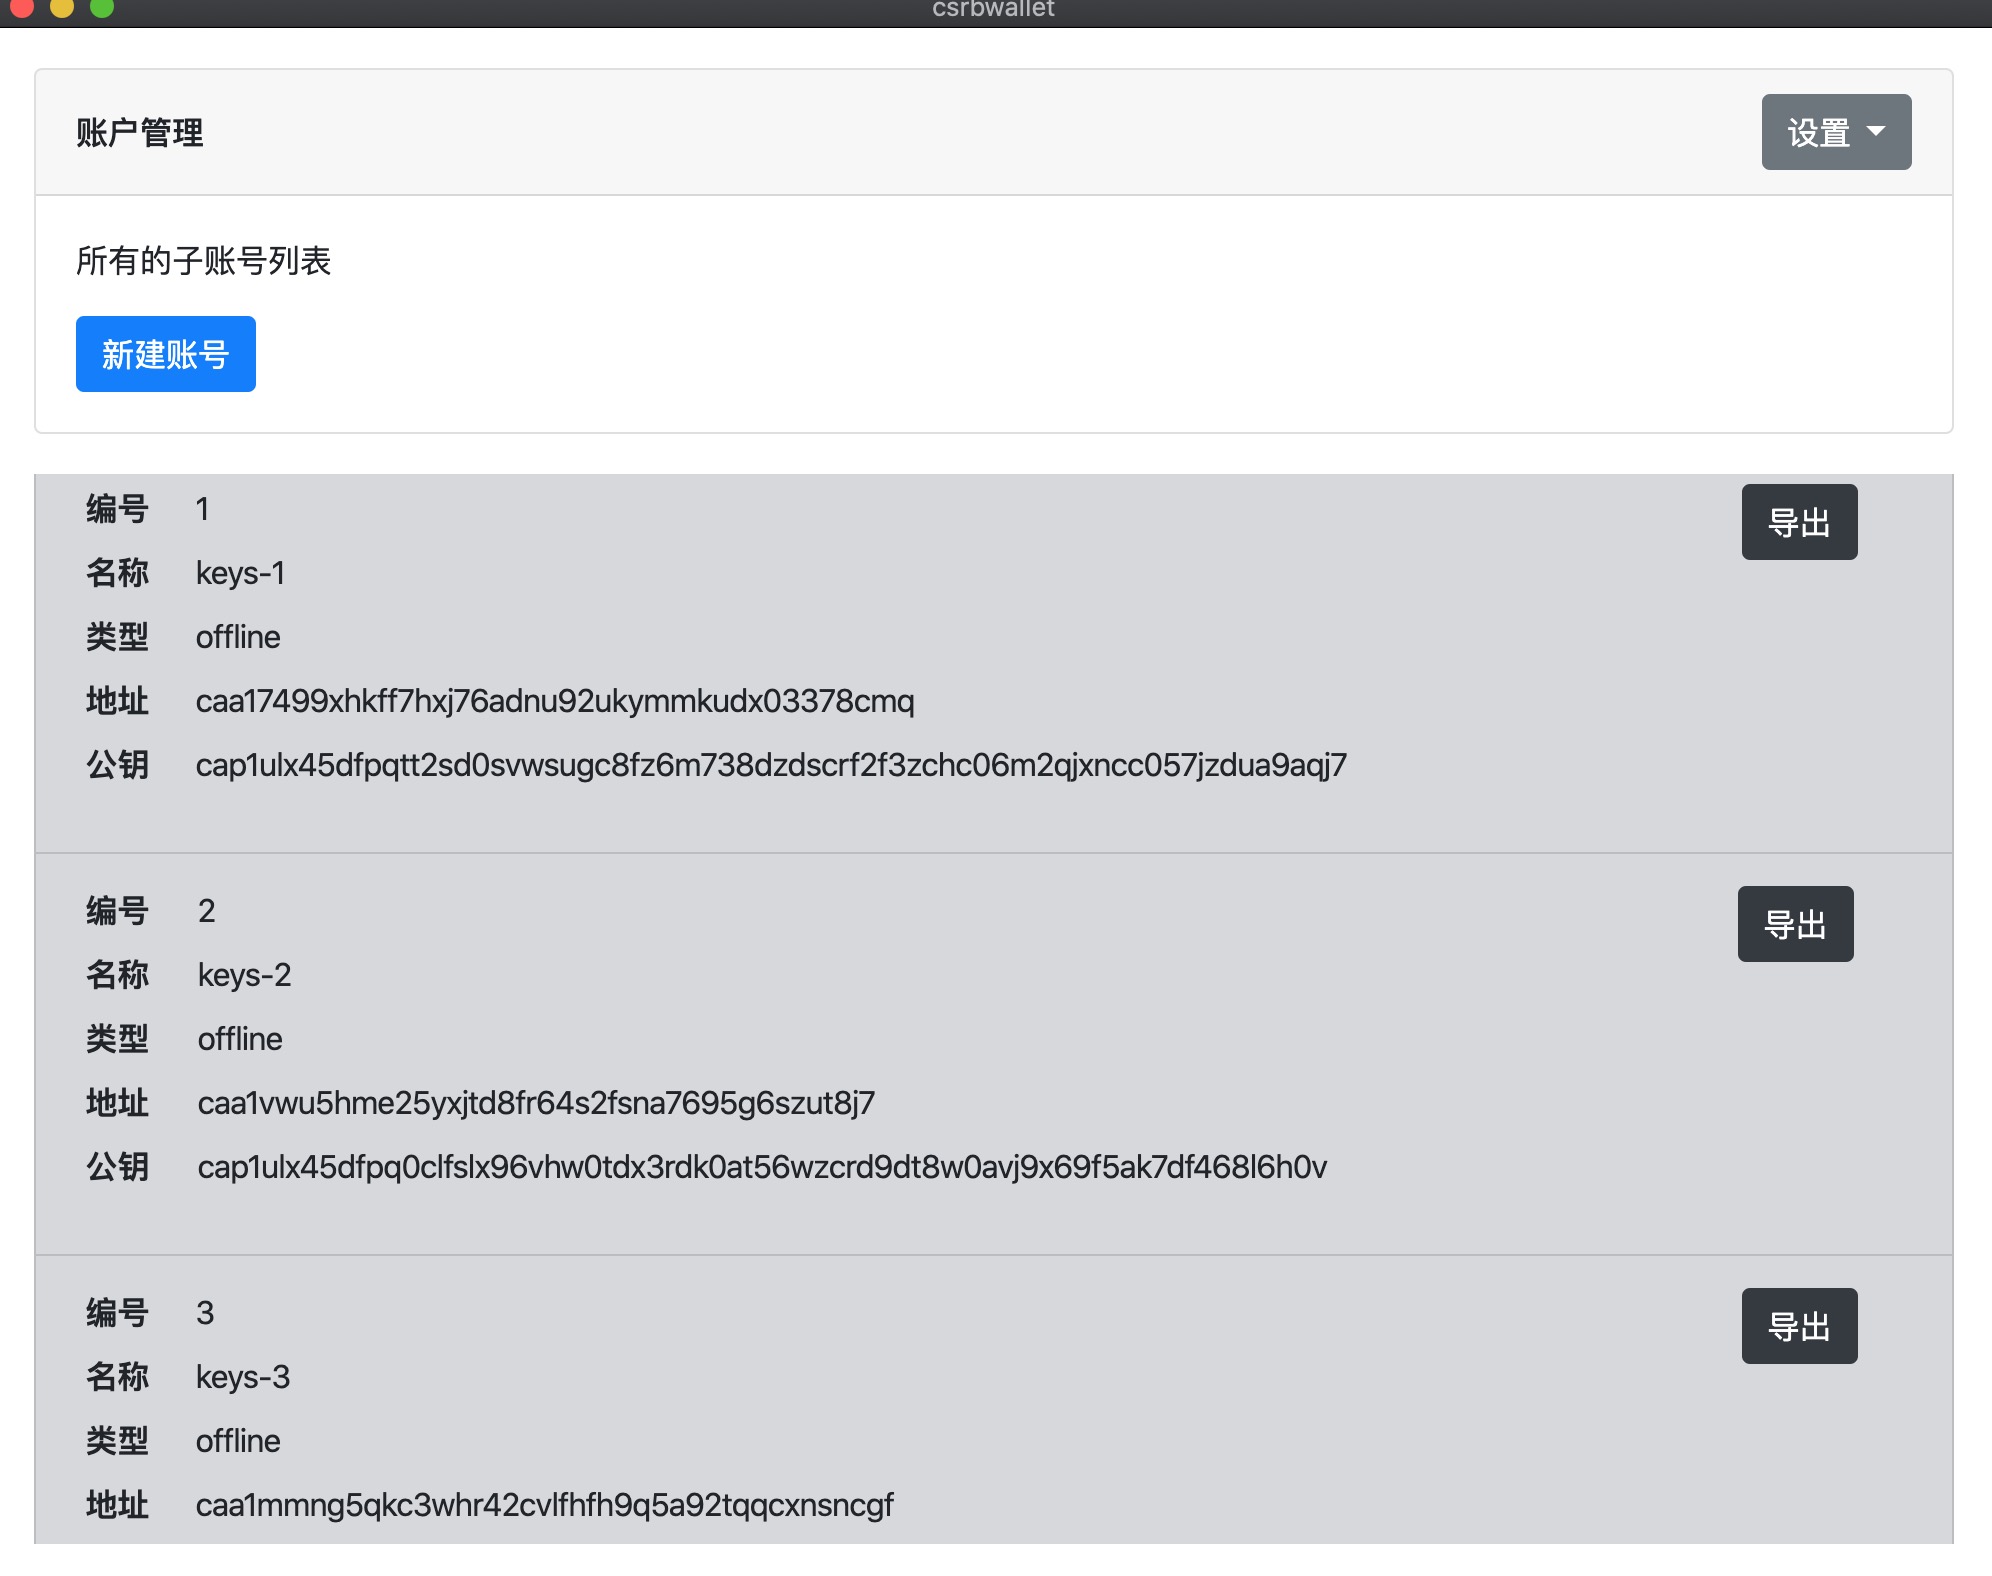 csrbwallet
账户管理
设置
所有的子账号列表
新建账号
编号 1
导出
名称 keys-1
类型 offline
地址 caa17499xhkff7hxj76adnu92ukymmkudx03378cmq
公钥 cap1ulx45dfpqtt2sd0svwsugc8fz6m738dzdscrf2f3zchc06m2qjxncc057jzdua9aqj7
编号 2
导出
名称 keys-2
类型 offline
地址 caa1vwu5hme25yxjtd8fr64s2fsna7695g6szut8j7
公钥 cap1ulx45dfpq0clfslx96vhw0tdx3rdk0at56wzcrd9dt8w0avj9x69f5ak7df468l6h0v
编号 3
导出
名称 keys-3
类型 offline
地址 caa1mmng5qkc3whr42cvlfhfh9q5a92tqqcxnsncgf